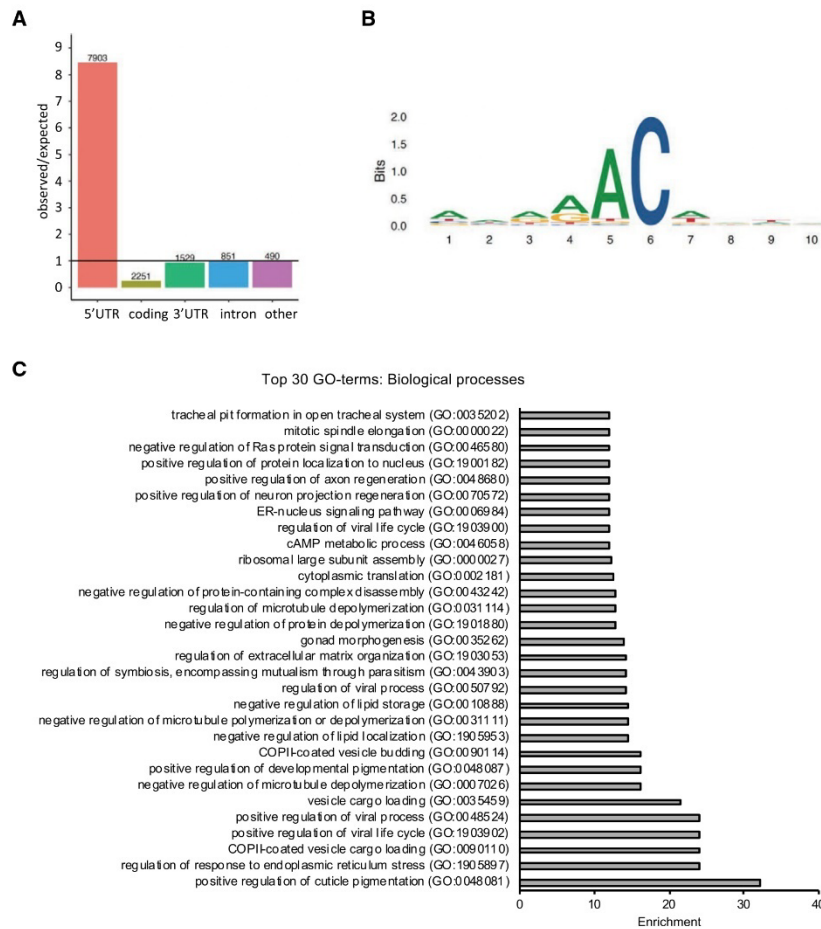 A
9
8
7
6
5
4
3
2
1
0
observed/expected
7903
2251
1529
851
490
5'UTR coding 3'UTR intron other
B
2.0
1.5
1.0
0.5
0.0
Bits
A A A G A C A
1 2 3 4 5 6 7 8 9 10
C
Top 30 GO-terms: Biological processes
tracheal pit formation in open tracheal system (GO:0035202)
mitotic spindle elongation (GO:0000022)
negative regulation of Ras protein signal transduction (GO:0046580)
positive regulation of protein localization to nucleus (GO:1900182)
positive regulation of axon regeneration (GO:0048680)
positive regulation of neuron projection regeneration (GO:0070572)
ER-nucleus signaling pathway (GO:0006984)
regulation of viral life cycle (GO:1903900)
cAMP metabolic process (GO:0046058)
ribosomal large subunit assembly (GO:0000027)
cytoplasmic translation (GO:0002181)
negative regulation of protein-containing complex disassembly (GO:0043242)
regulation of microtubule depolymerization (GO:0031114)
negative regulation of protein depolymerization (GO:1901880)
gonad morphogenesis (GO:0035262)
regulation of extracellular matrix organization (GO:1903053)
regulation of symbiosis, encompassing mutualism through parasitism (GO:0043903)
regulation of viral process (GO:0050792)
negative regulation of lipid storage (GO:0010888)
negative regulation of microtubule polymerization or depolymerization (GO:0031111)
negative regulation of lipid localization (GO:1905953)
COPII-coated vesicle budding (GO:0090114)
positive regulation of developmental pigmentation (GO:0048087)
negative regulation of microtubule depolymerization (GO:0007026)
vesicle cargo loading (GO:0035459)
positive regulation of viral process (GO:0048524)
positive regulation of viral life cycle (GO:1903902)
COPII-coated vesicle cargo loading (GO:0090110)
regulation of response to endoplasmic reticulum stress (GO:1905897)
positive regulation of cuticle pigmentation (GO:0048081)
0 10 20 30 40
Enrichment